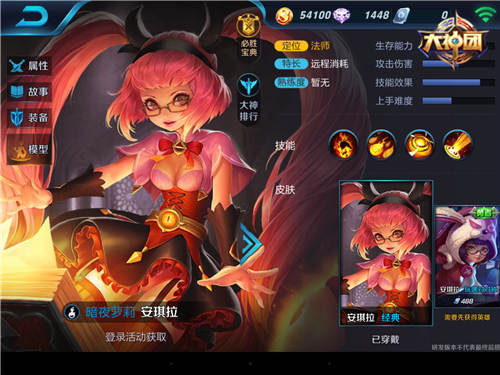 54100
1448
0
大神团
必胜
宝典
定位
法师
生存能力
属性
特长
远程消耗
攻击伤害
故事
熟练度
暂无
技能效果
大神
排行
上手难度
装备
模型
技能
皮肤
勇者
安琪拉
488
需要先获得英雄
暗夜萝莉 安琪拉
安琪拉 经典
登录活动获取
已穿戴
研发版本不代表最终品质